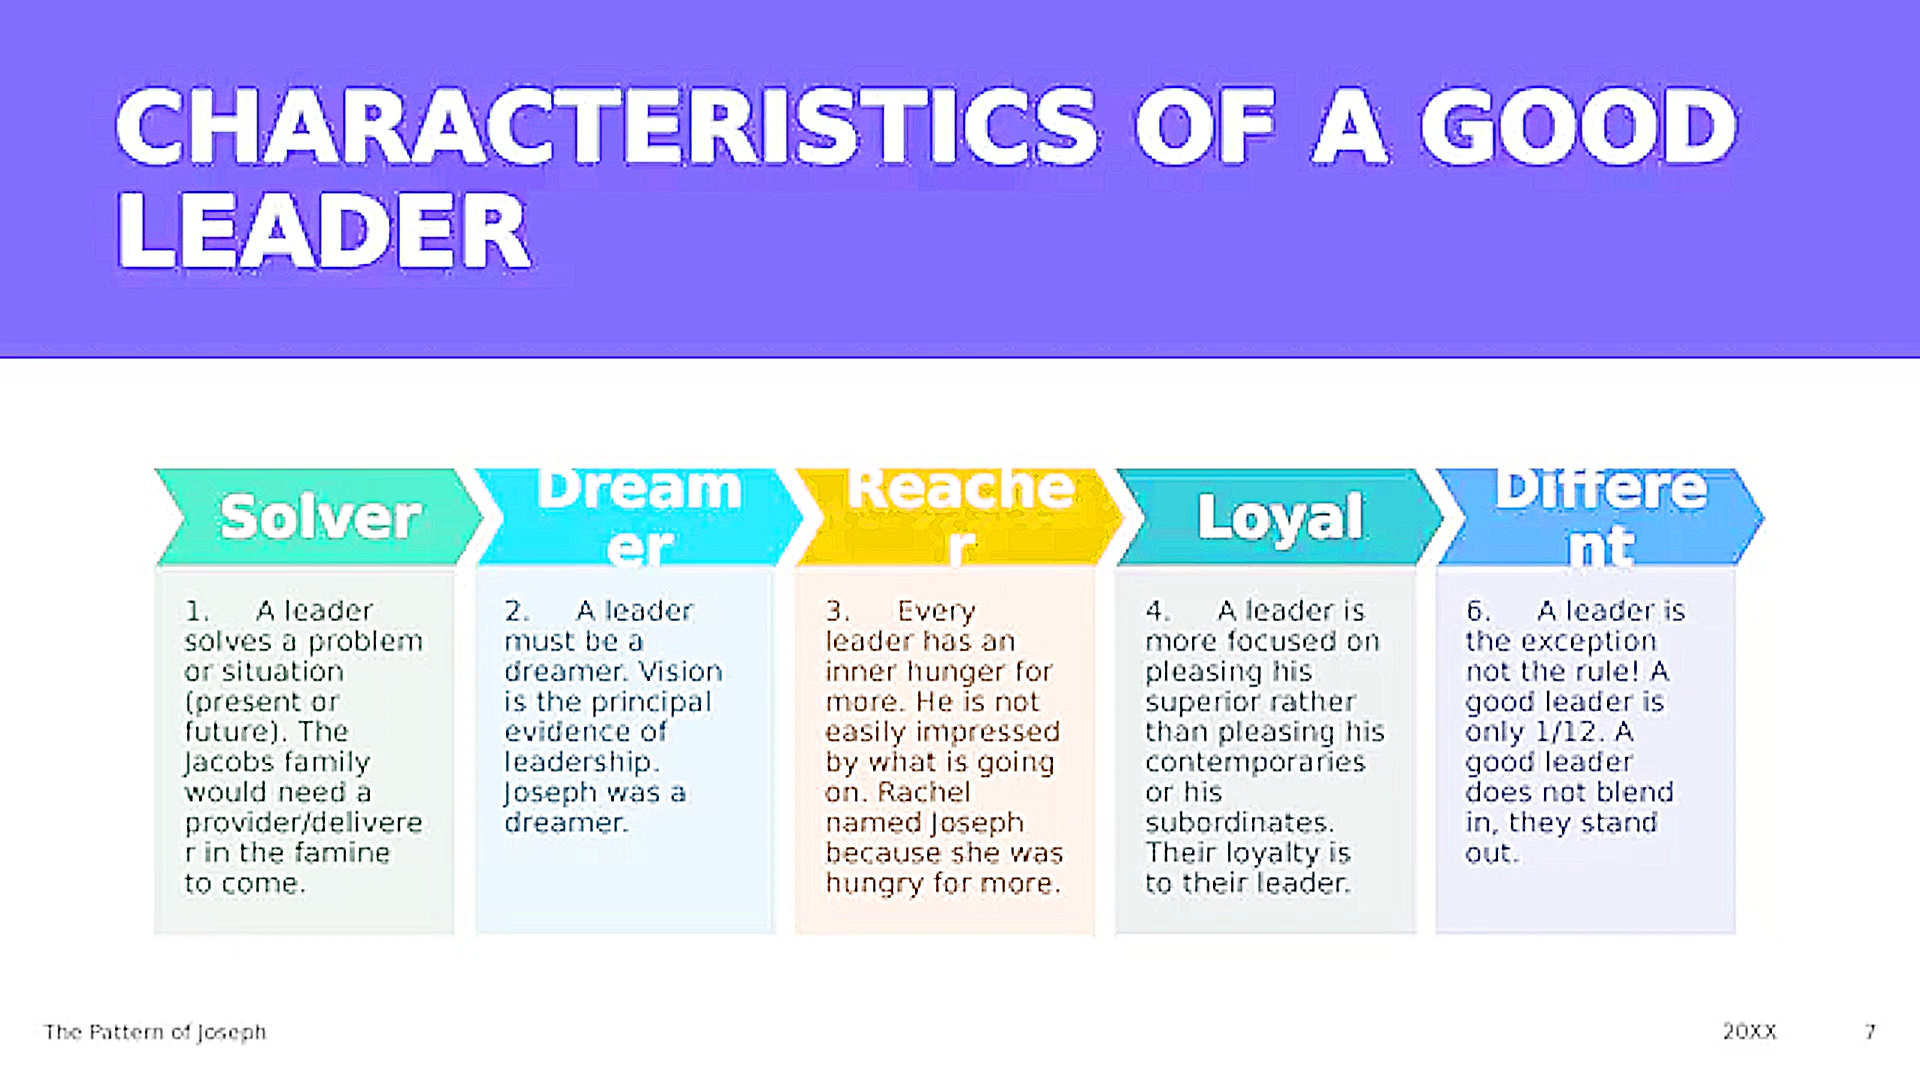 CHARACTERISTICS OF A GOOD
LEADER
Solver
1. A leader
solves a problem
or situation
(present or
future). The
Jacobs family
would need a
provider/delivere
r in the famine
to come.
Dream
er
2. A leader
must be a
dreamer. Vision
is the principal
evidence of
leadership.
Joseph was a
dreamer.
Reache
r
3. Every
leader has an
inner hunger for
more. He is not
easily impressed
by what is going
on. Rachel
named Joseph
because she was
hungry for more.
Loyal
4. A leader is
more focused on
pleasing his
superior rather
than pleasing his
contemporaries
or his
subordinates.
Their loyalty is
to their leader.
Differe
nt
6. A leader is
the exception
not the rule! A
good leader is
only 1/12. A
good leader
does not blend
in, they stand
out.
The Pattern of Joseph
20XX
7